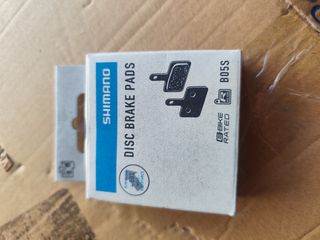 SHIMANO
DISC BRAKE PADS
B05S
E-BIKE
RATED